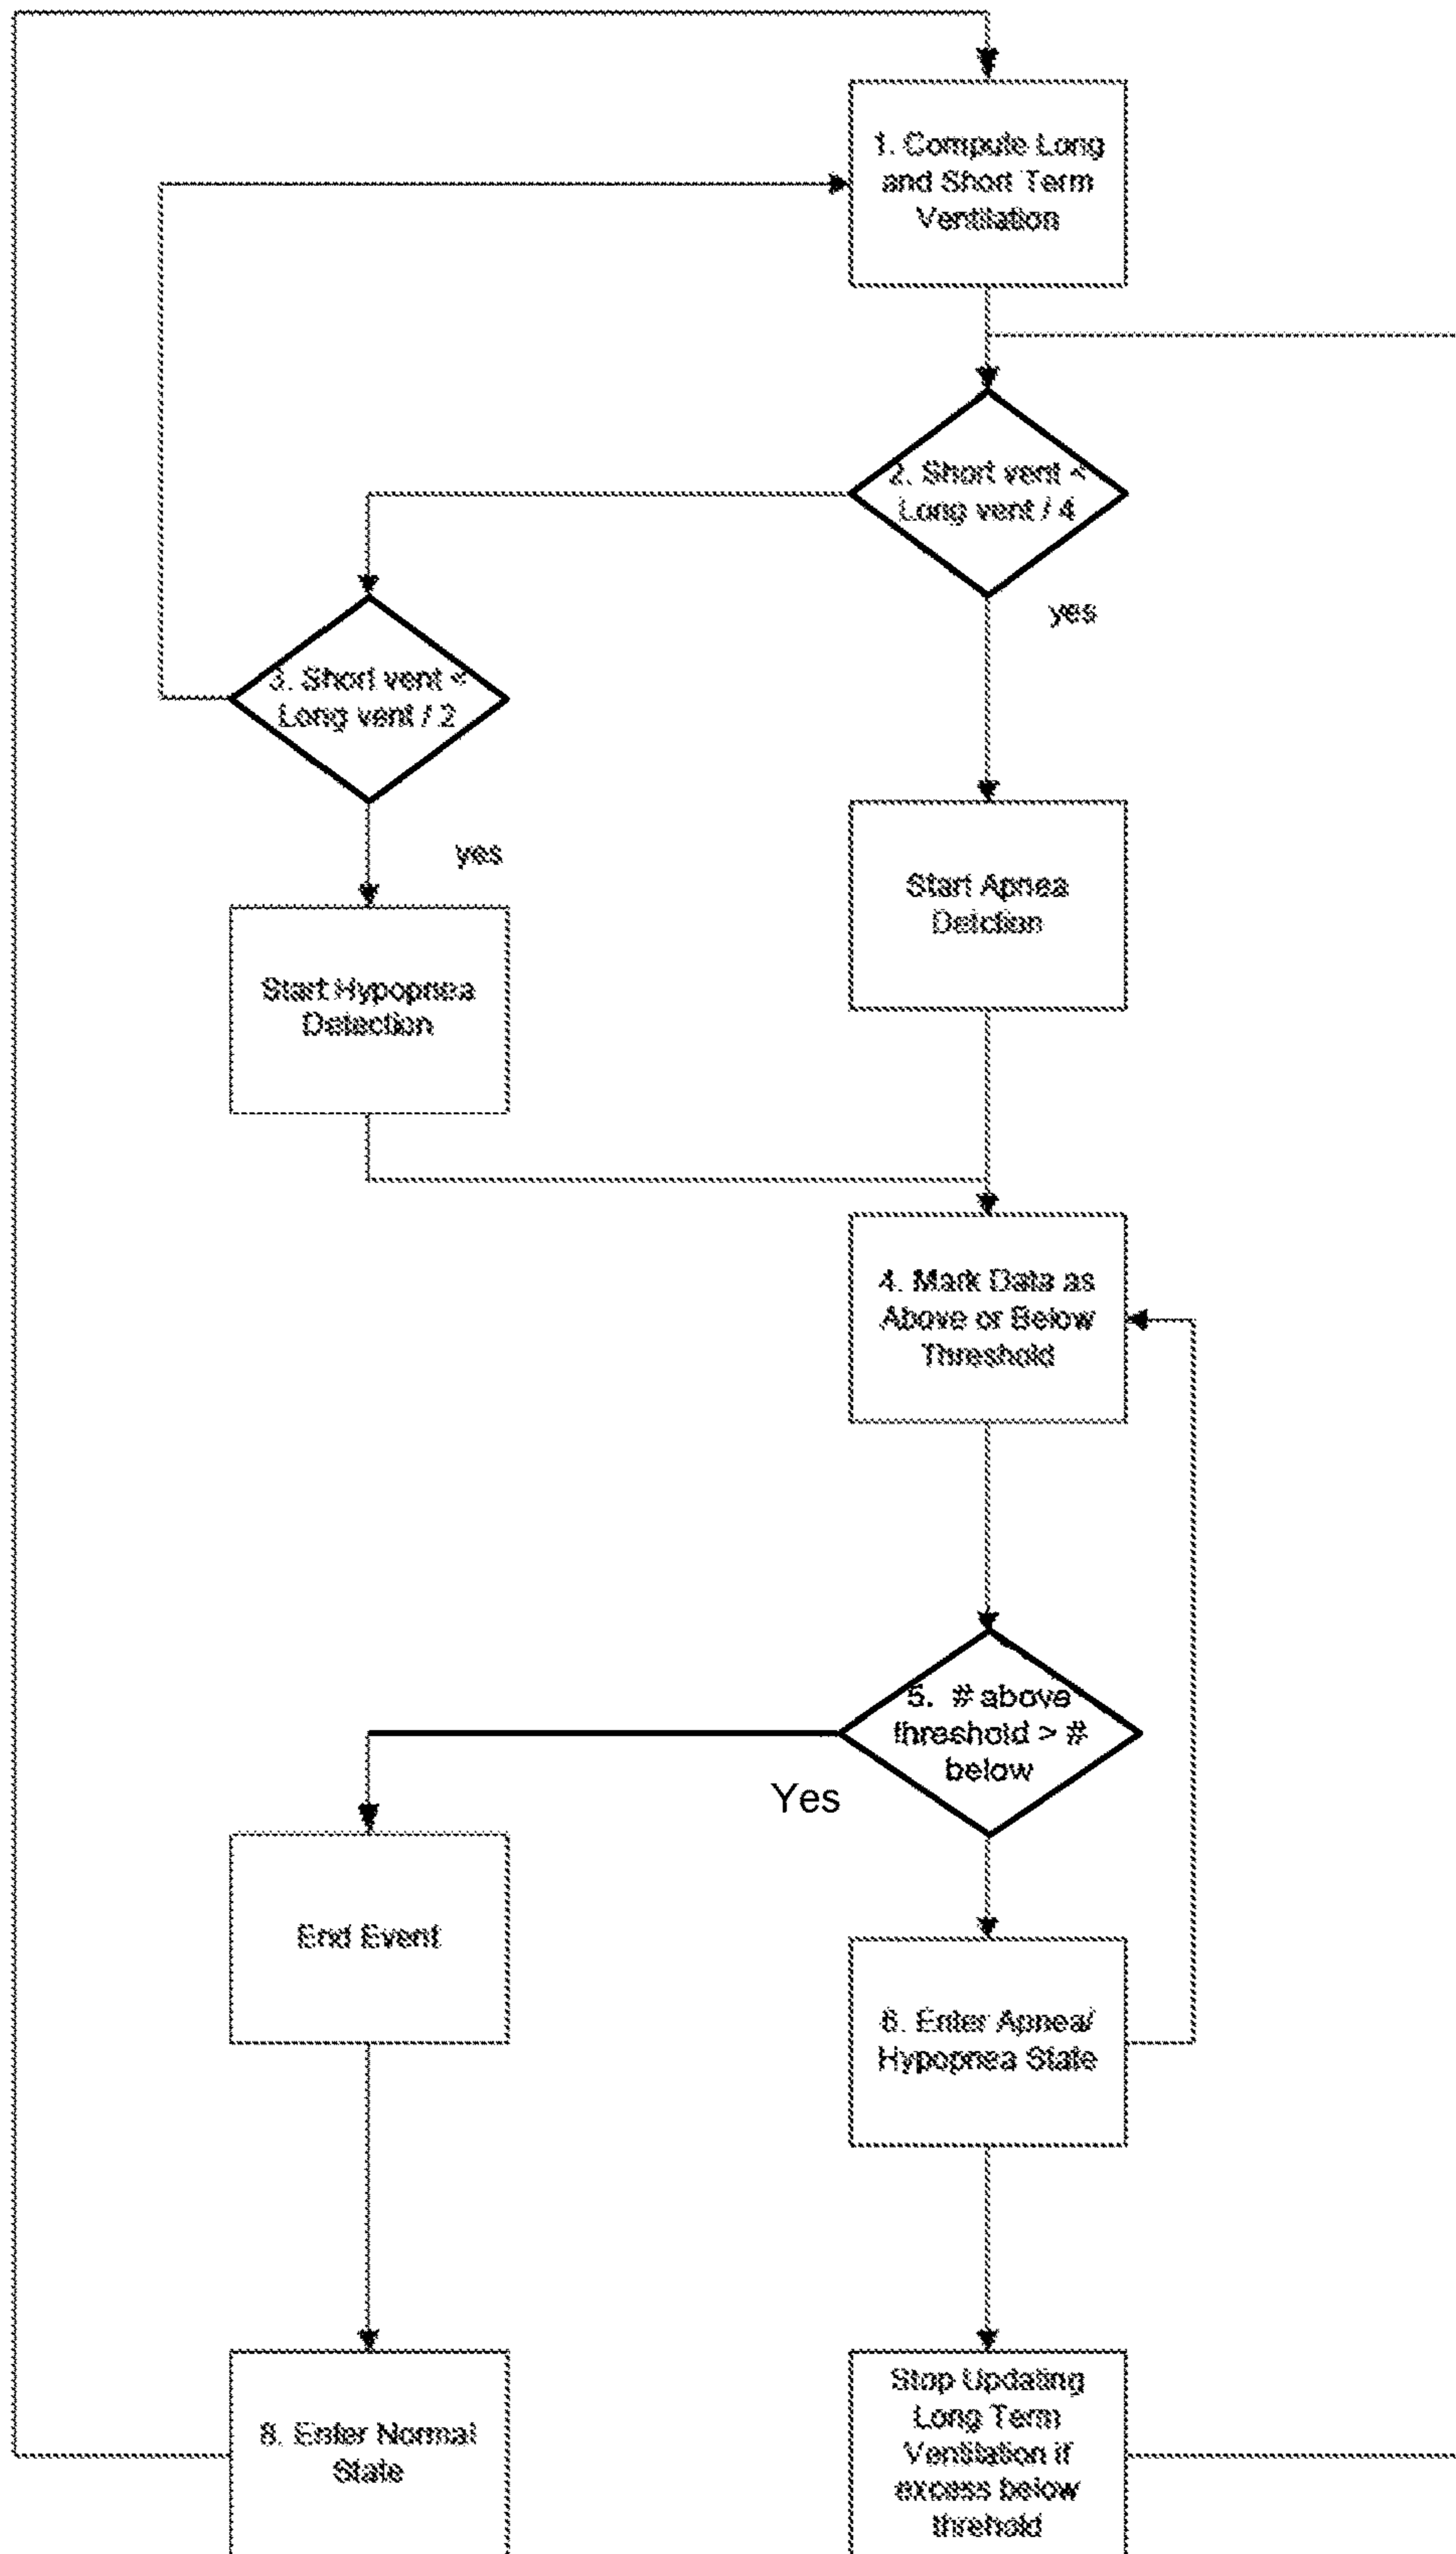 1. Compute Long
and Short Term
Ventilation
2. Short vent <
Long vent / 4
yes
3. Short vent <
Long vent / 2
yes
Start Apnea
Detction
Start Hypopnea
Detection
4. Mark Data as
Above or Below
Threshold
5. # above
threshold > #
below
Yes
End Event
6. Enter Apnea/
Hypopnea State
8. Enter Normal
State
Stop Updating
Long Term
Ventilation if
excess below
threhold